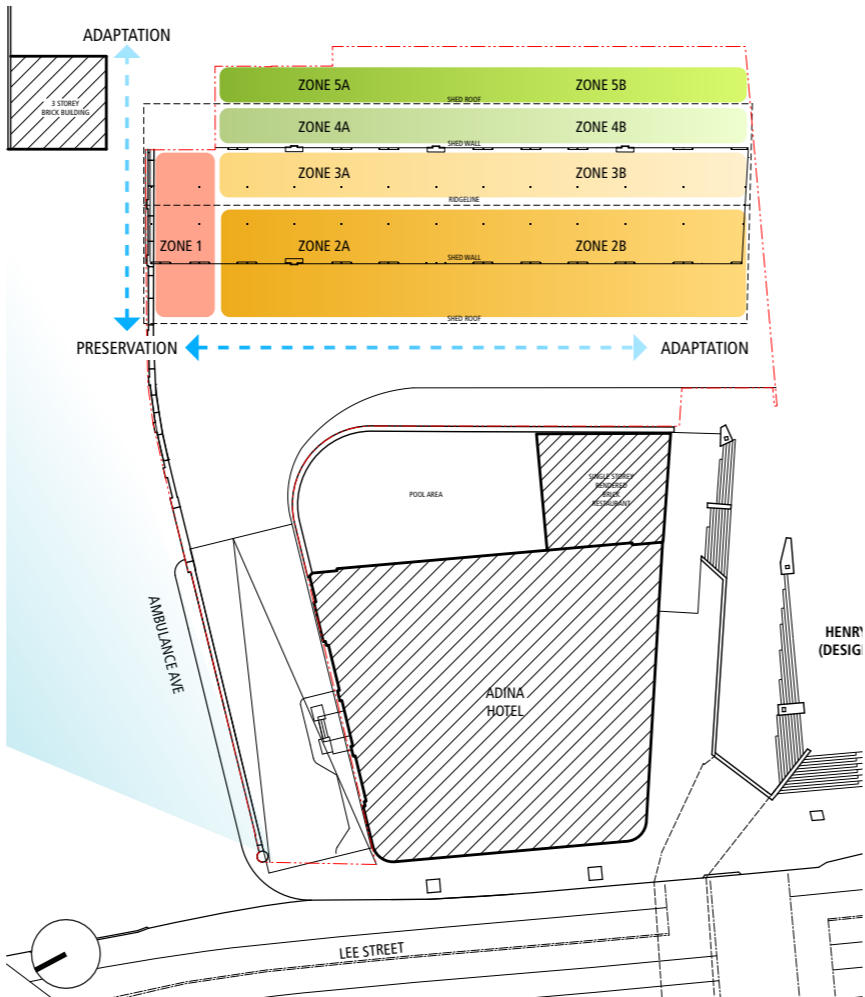 ADAPTATION
3 STOREY
BRICK BUILDING
ZONE 5A
ZONE 5B
SHED ROOF
ZONE 4A
ZONE 4B
SHED WALL
ZONE 3A
ZONE 3B
RIDGELINE
ZONE 1
ZONE 2A
ZONE 2B
SHED WALL
SHED ROOF
PRESERVATION
ADAPTATION
POOL AREA
SINGLE STOREY
RENDERED
BRICK
RESTAURANT
AMBULANCE AVE
HENRY
(DESIG
ADINA
HOTEL
LEE STREET